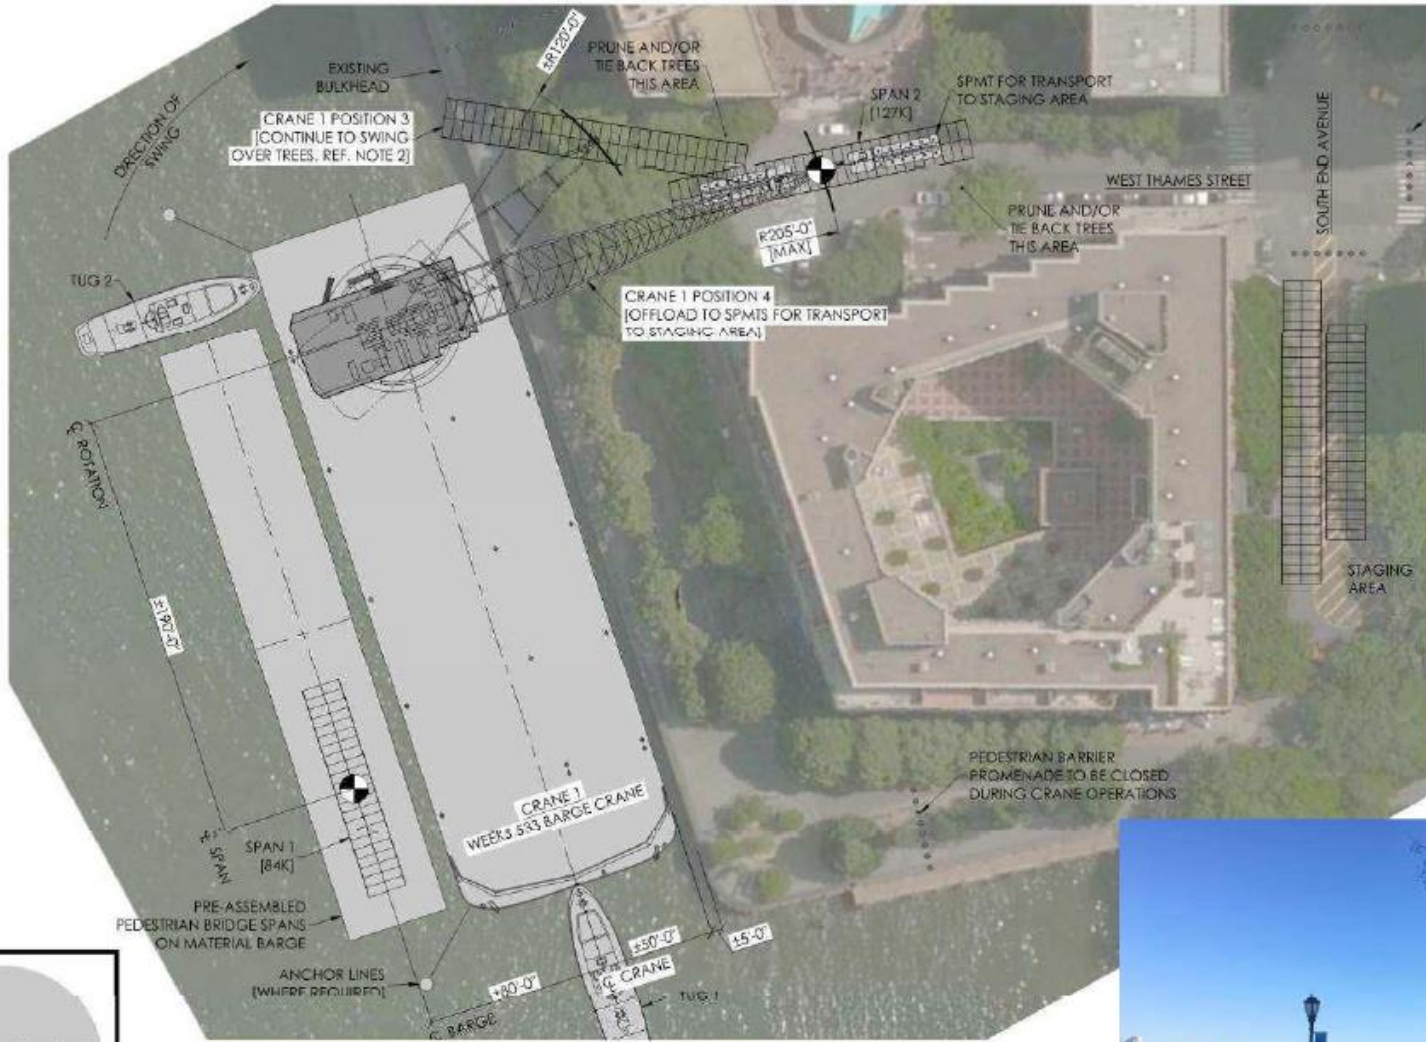 ±R120'-0"
PRUNE AND/OR
TIE BACK TREES
THIS AREA
EXISTING
BULKHEAD
SPMT FOR TRANSPORT
TO STAGING AREA
SPAN 2
[127K]
DIRECTION OF
SWING
CRANE 1 POSITION 3
[CONTINUE TO SWING
OVER TREES. REF. NOTE 2]
SOUTH END AVENUE
WEST THAMES STREET
PRUNE AND/OR
TIE BACK TREES
THIS AREA
R205'-0"
[MAX]
TUG 2
CRANE 1 POSITION 4
[OFFLOAD TO SPMTS FOR TRANSPORT
TO STAGING AREA]
℄ ROTATION
±190'-0"
STAGING
AREA
PEDESTRIAN BARRIER
PROMENADE TO BE CLOSED
DURING CRANE OPERATIONS
CRANE 1
WEEKS 533 BARGE CRANE
SPAN 1
[84K]
℄ SPAN
PRE-ASSEMBLED
PEDESTRIAN BRIDGE SPANS
ON MATERIAL BARGE
±50'-0"
±5'-0"
ANCHOR LINES
[WHERE REQUIRED]
℄ CRANE
±80'-0"
TUG 1
℄ BARGE